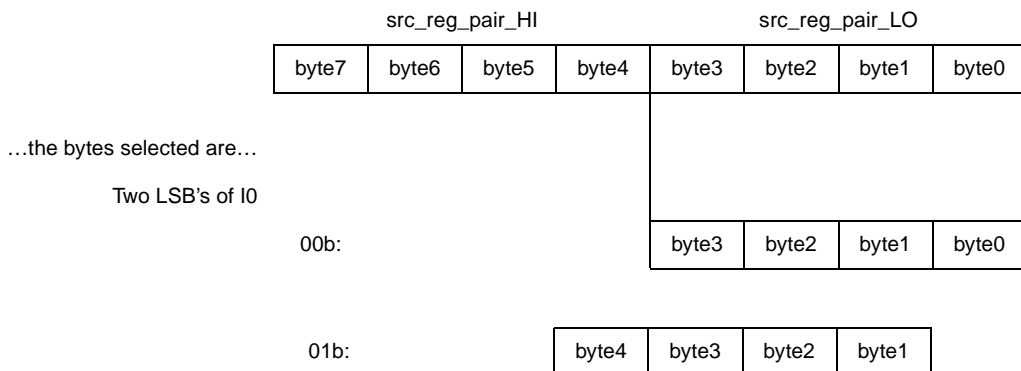 src_reg_pair_HI src_reg_pair_LO
byte7 byte6 byte5 byte4 byte3 byte2 byte1 byte0
…the bytes selected are…
Two LSB’s of I0
00b: byte3 byte2 byte1 byte0
01b: byte4 byte3 byte2 byte1